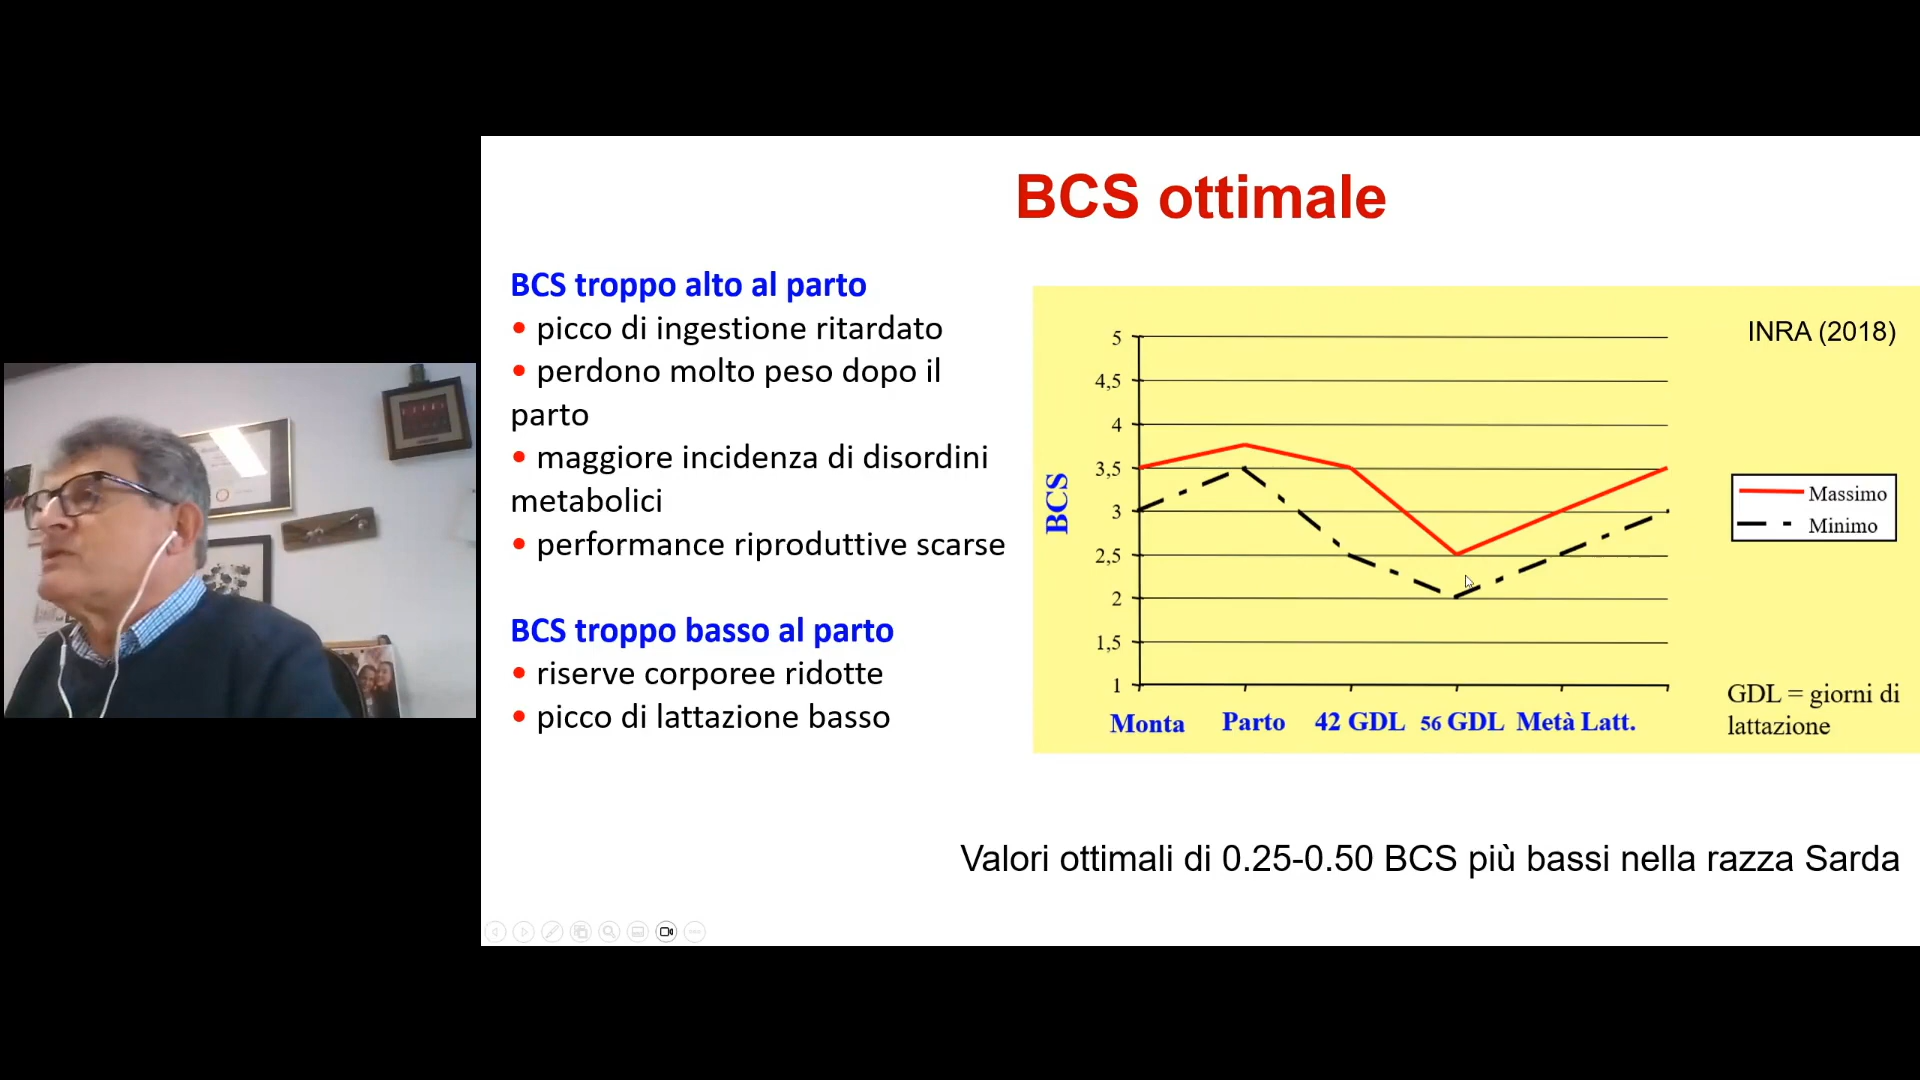 BCS ottimale
BCS troppo alto al parto
• picco di ingestione ritardato
• perdono molto peso dopo il
parto
• maggiore incidenza di disordini
metabolici
• performance riproduttive scarse
BCS troppo basso al parto
• riserve corporee ridotte
• picco di lattazione basso
INRA (2018)
BCS
5
4,5
4
3,5
3
2,5
2
1,5
1
Monta Parto 42 GDL 56 GDL Metà Latt.
Massimo
Minimo
GDL = giorni di
lattazione
Valori ottimali di 0.25-0.50 BCS più bassi nella razza Sarda